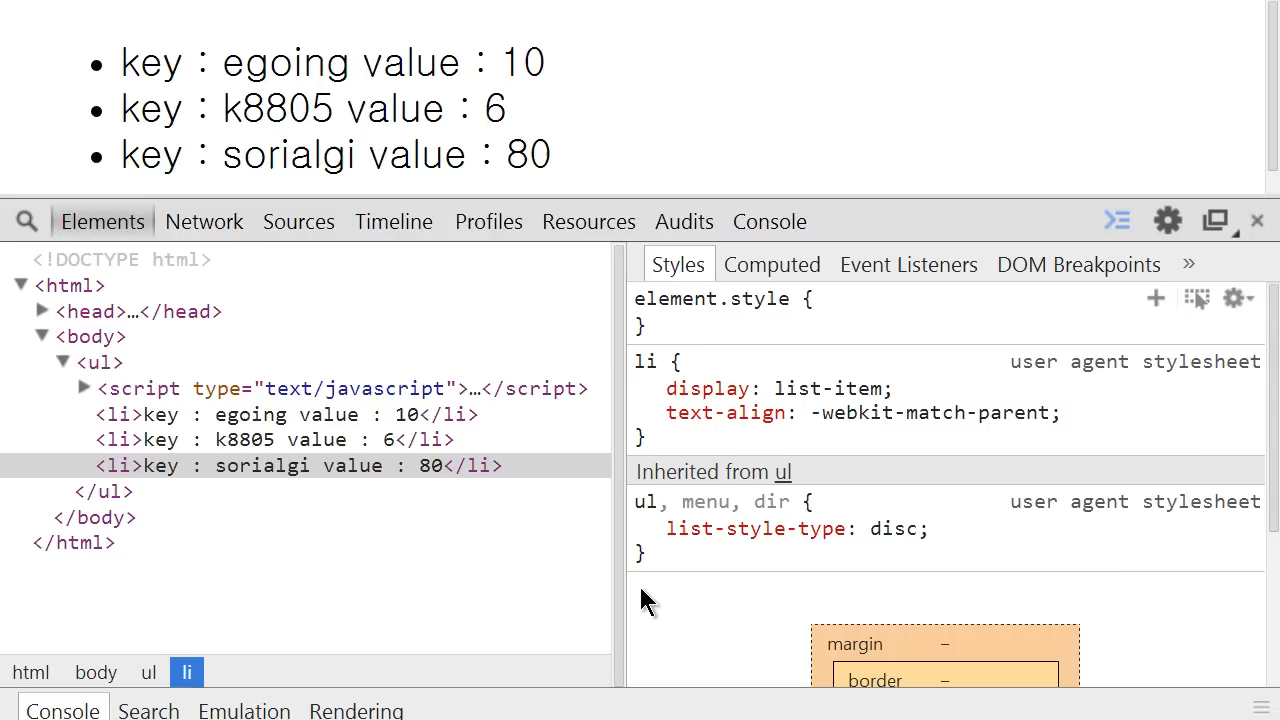 key : egoing value : 10
key : k8805 value : 6
key : sorialgi value : 80
Elements Network Sources Timeline Profiles Resources Audits Console
<!DOCTYPE html>
<html>
<head>…</head>
<body>
<ul>
<script type="text/javascript">…</script>
<li>key : egoing value : 10</li>
<li>key : k8805 value : 6</li>
<li>key : sorialgi value : 80</li>
</ul>
</body>
</html>
html body ul li
Styles Computed Event Listeners DOM Breakpoints »
element.style {
}
li { user agent stylesheet
display: list-item;
text-align: -webkit-match-parent;
}
Inherited from ul
ul, menu, dir { user agent stylesheet
list-style-type: disc;
}
margin –
border –
Console Search Emulation Rendering